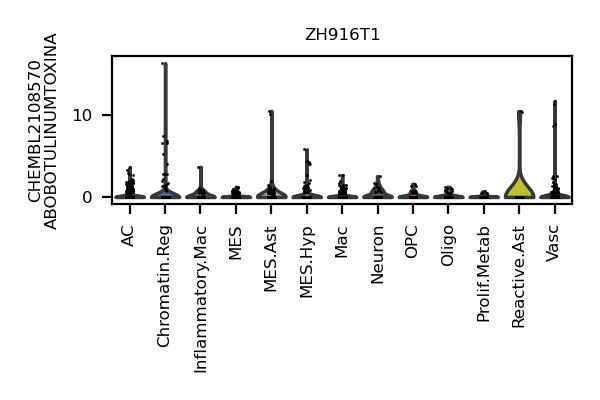 ZH916T1
CHEMBL2108570
ABOBOTULINUMTOXINA
10
0
AC
Chromatin.Reg
Inflammatory.Mac
MES
MES.Ast
MES.Hyp
Mac
Neuron
OPC
Oligo
Prolif.Metab
Reactive.Ast
Vasc